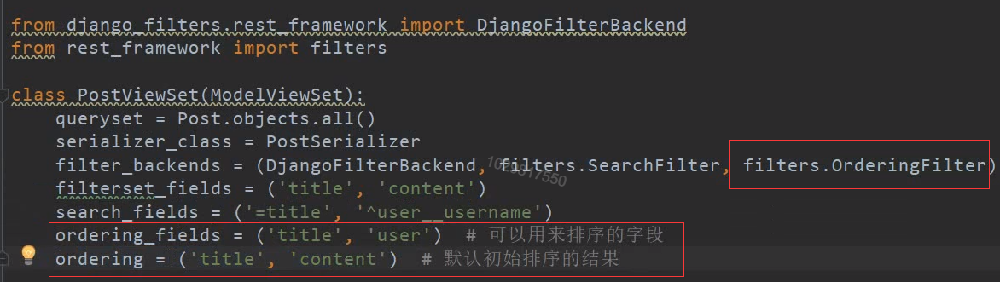 from django_filters.rest_framework import DjangoFilterBackend
from rest_framework import filters
class PostViewSet(ModelViewSet):
queryset = Post.objects.all()
serializer_class = PostSerializer
filter_backends = (DjangoFilterBackend, filters.SearchFilter, filters.OrderingFilter)
filterset_fields = ('title', 'content')
search_fields = ('=title', '^user__username')
ordering_fields = ('title', 'user') # 可以用来排序的字段
ordering = ('title', 'content') # 默认初始排序的结果